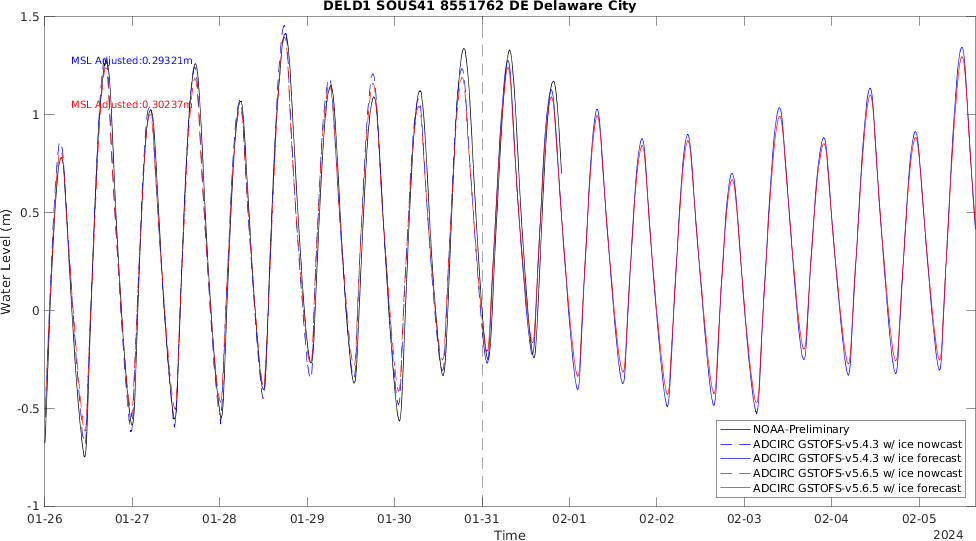 DELD1 SOUS41 8551762 DE Delaware City
1.5
MSL Adjusted:0.29321m
MSL Adjusted:0.30237m
1
0.5
0
-0.5
-1
Water Level (m)
NOAA-Preliminary
ADCIRC GSTOFS-v5.4.3 w/ ice nowcast
ADCIRC GSTOFS-v5.4.3 w/ ice forecast
ADCIRC GSTOFS-v5.6.5 w/ ice nowcast
ADCIRC GSTOFS-v5.6.5 w/ ice forecast
01-26 01-27 01-28 01-29 01-30 01-31 02-01 02-02 02-03 02-04 02-05
Time
2024